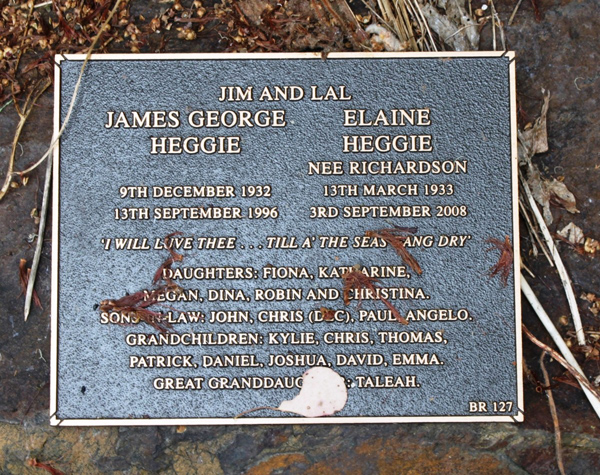 JIM AND LAL
JAMES GEORGE HEGGIE
9TH DECEMBER 1932
13TH SEPTEMBER 1996
ELAINE HEGGIE
NEE RICHARDSON
13TH MARCH 1933
3RD SEPTEMBER 2008
'I WILL LOVE THEE . . . TILL A' THE SEAS GANG DRY'
DAUGHTERS: FIONA, KATHARINE,
MEGAN, DINA, ROBIN AND CHRISTINA.
SONS-IN-LAW: JOHN, CHRIS (DEC), PAUL, ANGELO.
GRANDCHILDREN: KYLIE, CHRIS, THOMAS,
PATRICK, DANIEL, JOSHUA, DAVID, EMMA.
GREAT GRANDDAUGHTER: TALEAH.
BR 127